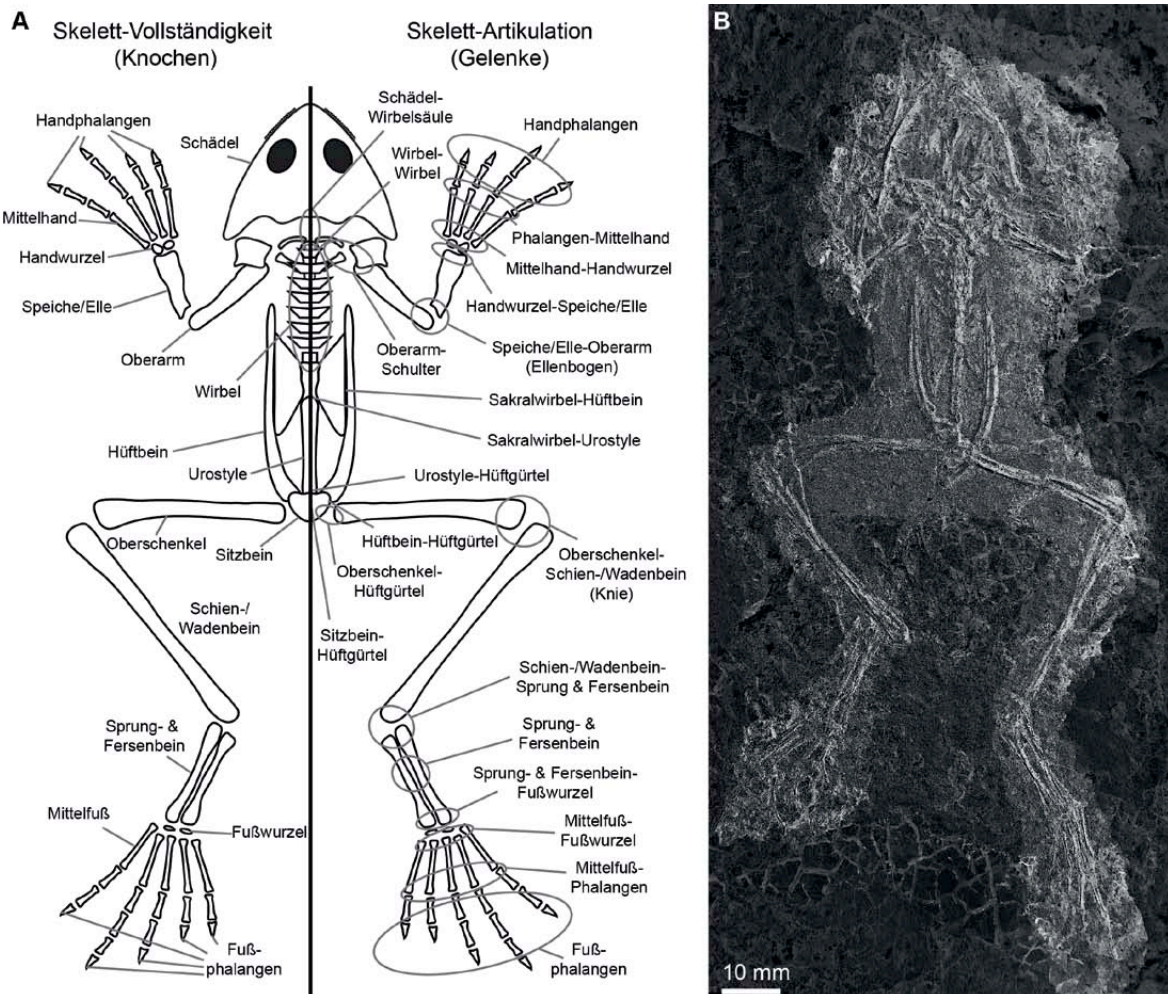 A
Skelett-Vollständigkeit
(Knochen)
Skelett-Artikulation
(Gelenke)
Handphalangen
Schädel
Mittelhand
Handwurzel
Speiche/Elle
Oberarm
Wirbel
Hüftbein
Urostyle
Oberschenkel
Sitzbein
Schien-/
Wadenbein
Sprung- &
Fersenbein
Mittelfuß
Fußwurzel
Fuß-
phalangen
Schädel-
Wirbelsäule
Wirbel-
Wirbel
Handphalangen
Phalangen-Mittelhand
Mittelhand-Handwurzel
Handwurzel-Speiche/Elle
Oberarm-
Schulter
Speiche/Elle-Oberarm
(Ellenbogen)
Sakralwirbel-Hüftbein
Sakralwirbel-Urostyle
Urostyle-Hüftgürtel
Hüftbein-Hüftgürtel
Oberschenkel-
Hüftgürtel
Oberschenkel-
Schien-/Wadenbein
(Knie)
Sitzbein-
Hüftgürtel
Schien-/Wadenbein-
Sprung & Fersenbein
Sprung- &
Fersenbein
Sprung- & Fersenbein-
Fußwurzel
Mittelfuß-
Fußwurzel
Mittelfuß-
Phalangen
Fuß-
phalangen
B
10 mm